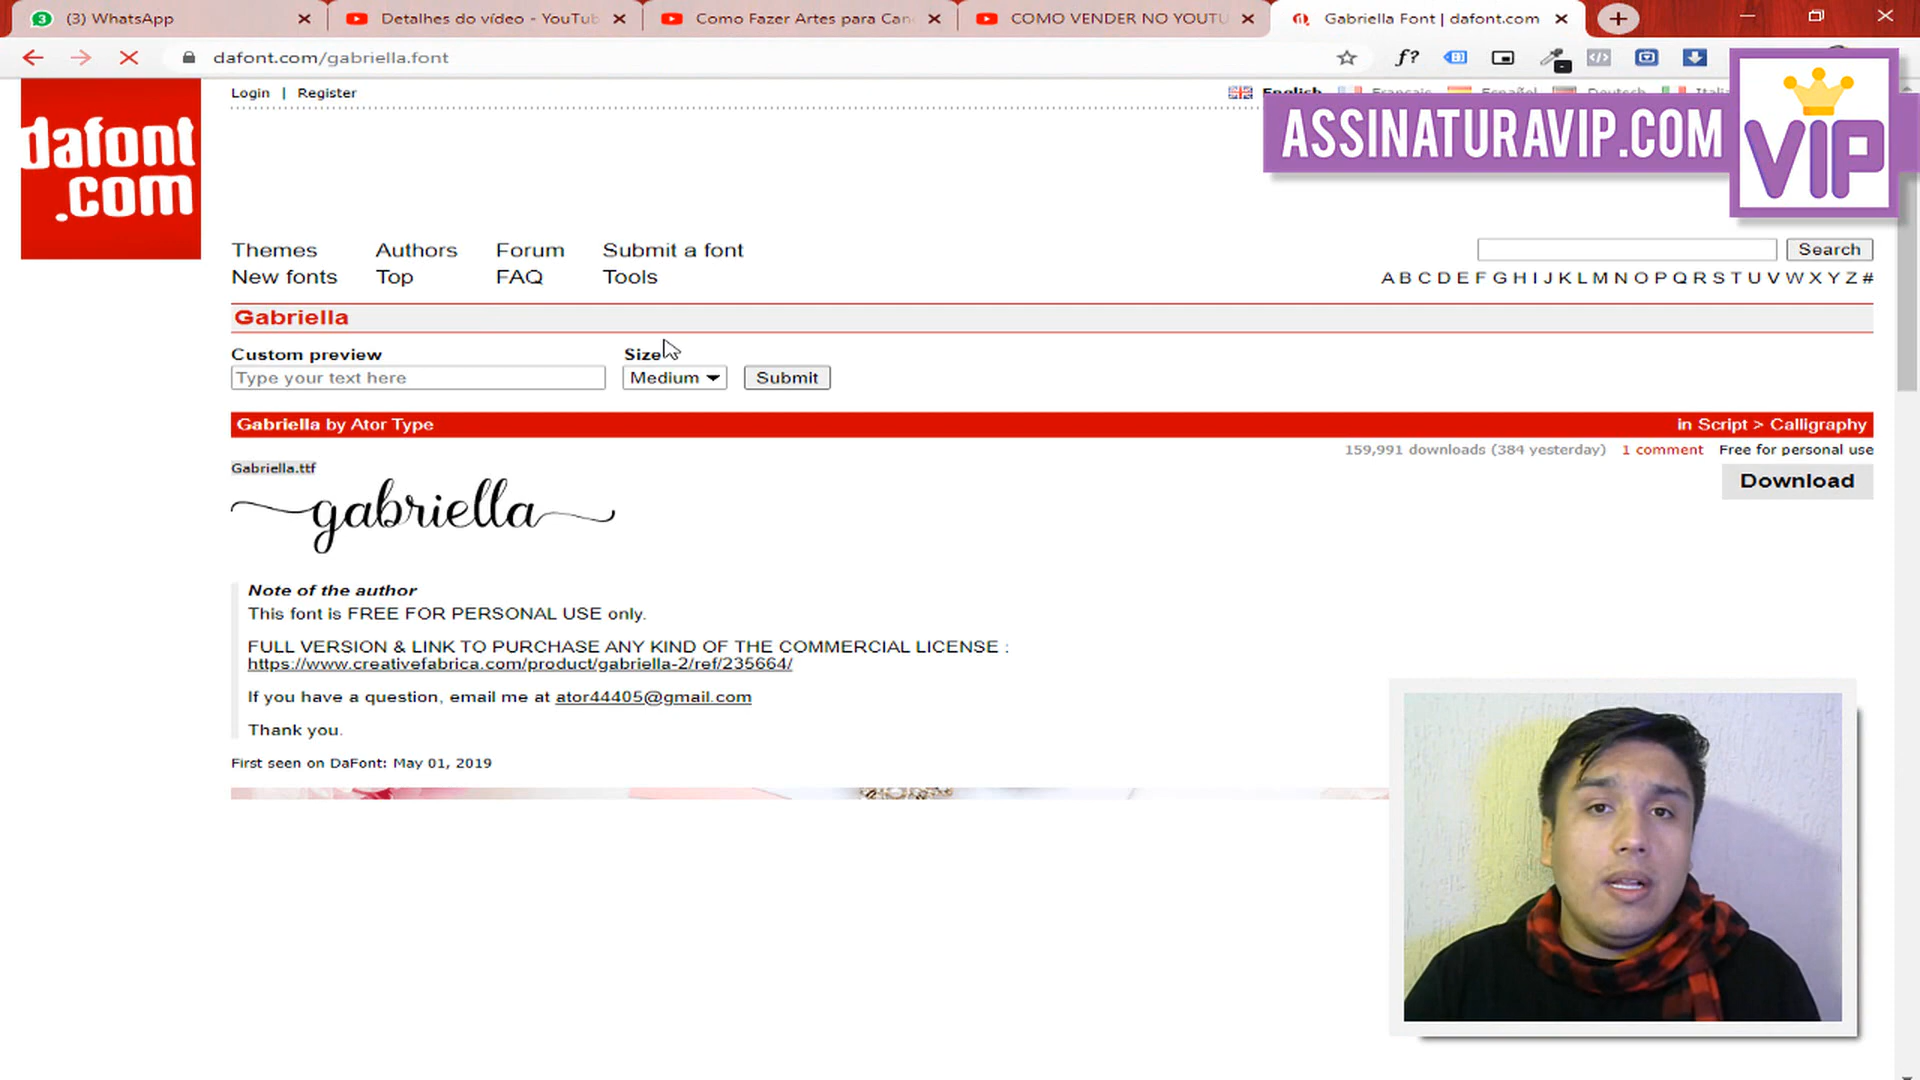 3 (3) WhatsApp
Detalhes do vídeo - YouTub
Como Fazer Artes para Can
COMO VENDER NO YOUTU
Gabriella Font | dafont.com
dafont.com/gabriella.font
f?
Login | Register
English Français Español Deutsch Italia
ASSINATURAVIP.COM
VIP
dafont
.com
Themes Authors Forum Submit a font
New fonts Top FAQ Tools
Search
A B C D E F G H I J K L M N O P Q R S T U V W X Y Z #
Gabriella
Custom preview Size
Type your text here Medium Submit
Gabriella by Ator Type in Script > Calligraphy
159,991 downloads (384 yesterday) 1 comment Free for personal use
Gabriella.ttf
Download
gabriella
Note of the author
This font is FREE FOR PERSONAL USE only.
FULL VERSION & LINK TO PURCHASE ANY KIND OF THE COMMERCIAL LICENSE :
https://www.creativefabrica.com/product/gabriella-2/ref/235664/
If you have a question, email me at ator44405@gmail.com
Thank you.
First seen on DaFont: May 01, 2019